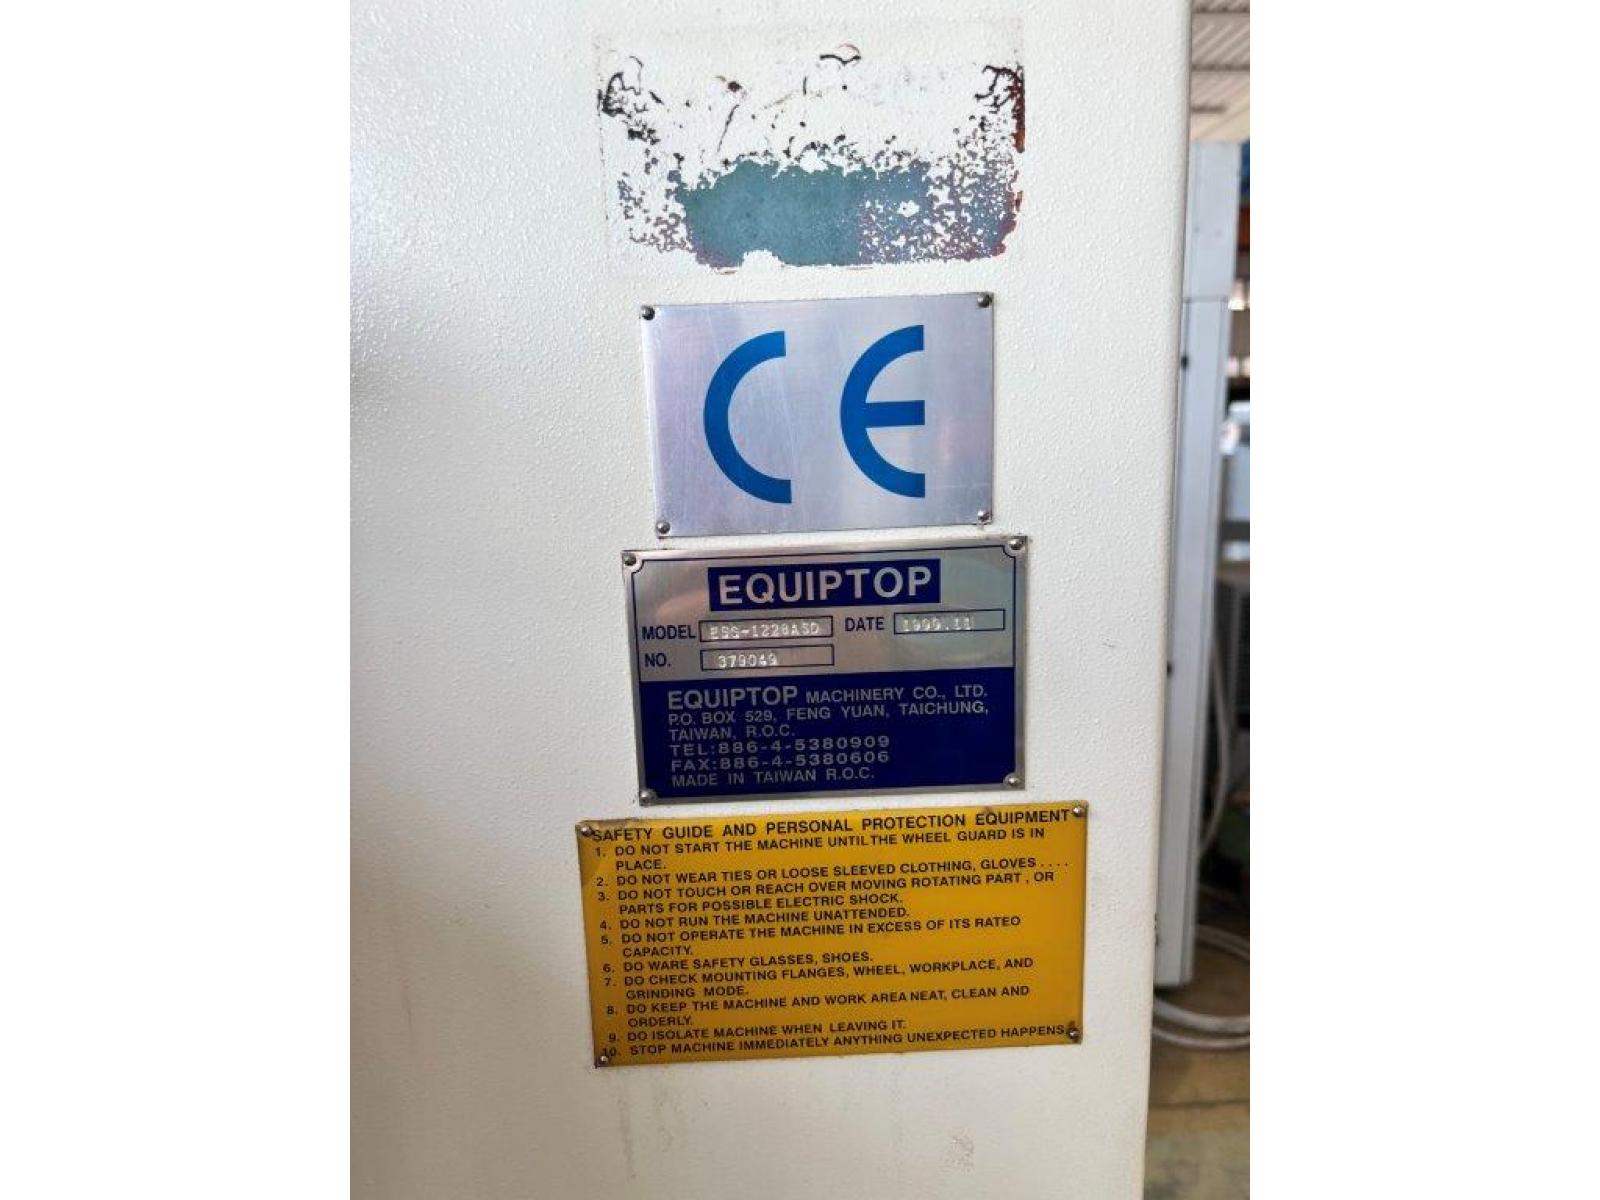 CE
EQUIPTOP
MODEL ESG-1228ASD DATE 1999.11
NO. 379049
EQUIPTOP MACHINERY CO., LTD.
P.O. BOX 529, FENG YUAN, TAICHUNG,
TAIWAN, R.O.C.
TEL:886-4-5380909
FAX:886-4-5380606
MADE IN TAIWAN R.O.C.
SAFETY GUIDE AND PERSONAL PROTECTION EQUIPMENT
1. DO NOT START THE MACHINE UNTIL THE WHEEL GUARD IS IN
PLACE.
2. DO NOT WEAR TIES OR LOOSE SLEEVED CLOTHING, GLOVES . . . .
3. DO NOT TOUCH OR REACH OVER MOVING ROTATING PART , OR
PARTS FOR POSSIBLE ELECTRIC SHOCK.
4. DO NOT RUN THE MACHINE UNATTENDED.
5. DO NOT OPERATE THE MACHINE IN EXCESS OF ITS RATEO
CAPACITY.
6. DO WARE SAFETY GLASSES, SHOES.
7. DO CHECK MOUNTING FLANGES, WHEEL, WORKPLACE, AND
GRINDING MODE.
8. DO KEEP THE MACHINE AND WORK AREA NEAT, CLEAN AND
ORDERLY.
9. DO ISOLATE MACHINE WHEN LEAVING IT.
10. STOP MACHINE IMMEDIATELY ANYTHING UNEXPECTED HAPPENS.